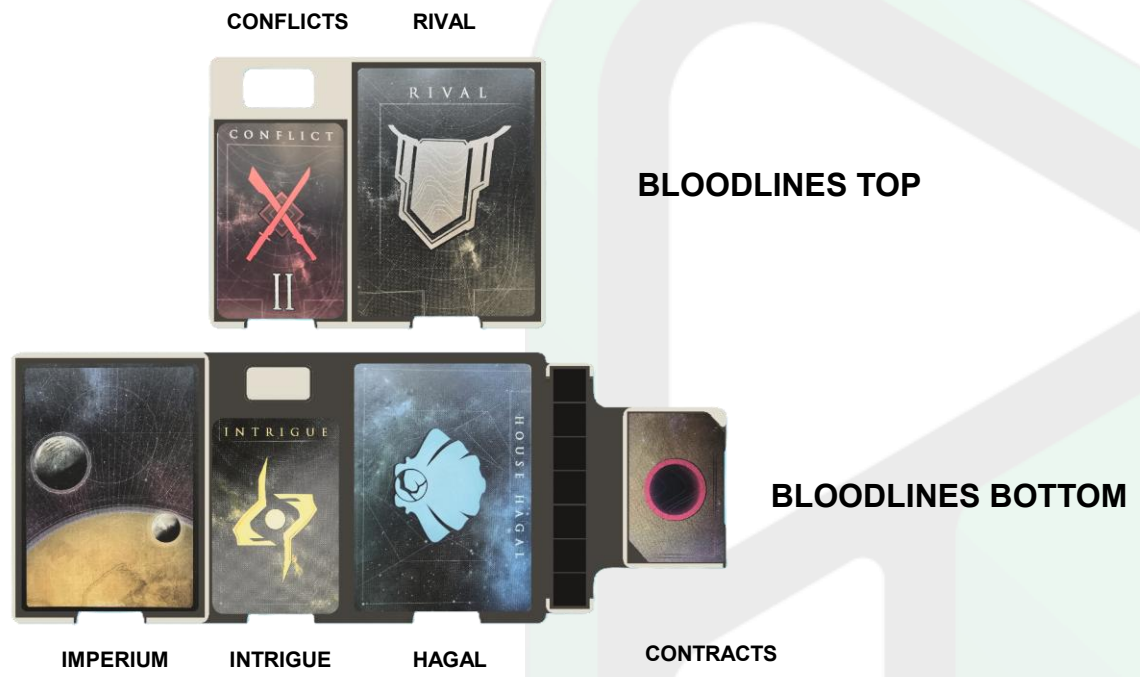 CONFLICTS RIVAL
RIVAL
CONFLICT
II
BLOODLINES TOP
INTRIGUE
HOUSE HAGAL
BLOODLINES BOTTOM
IMPERIUM INTRIGUE HAGAL CONTRACTS